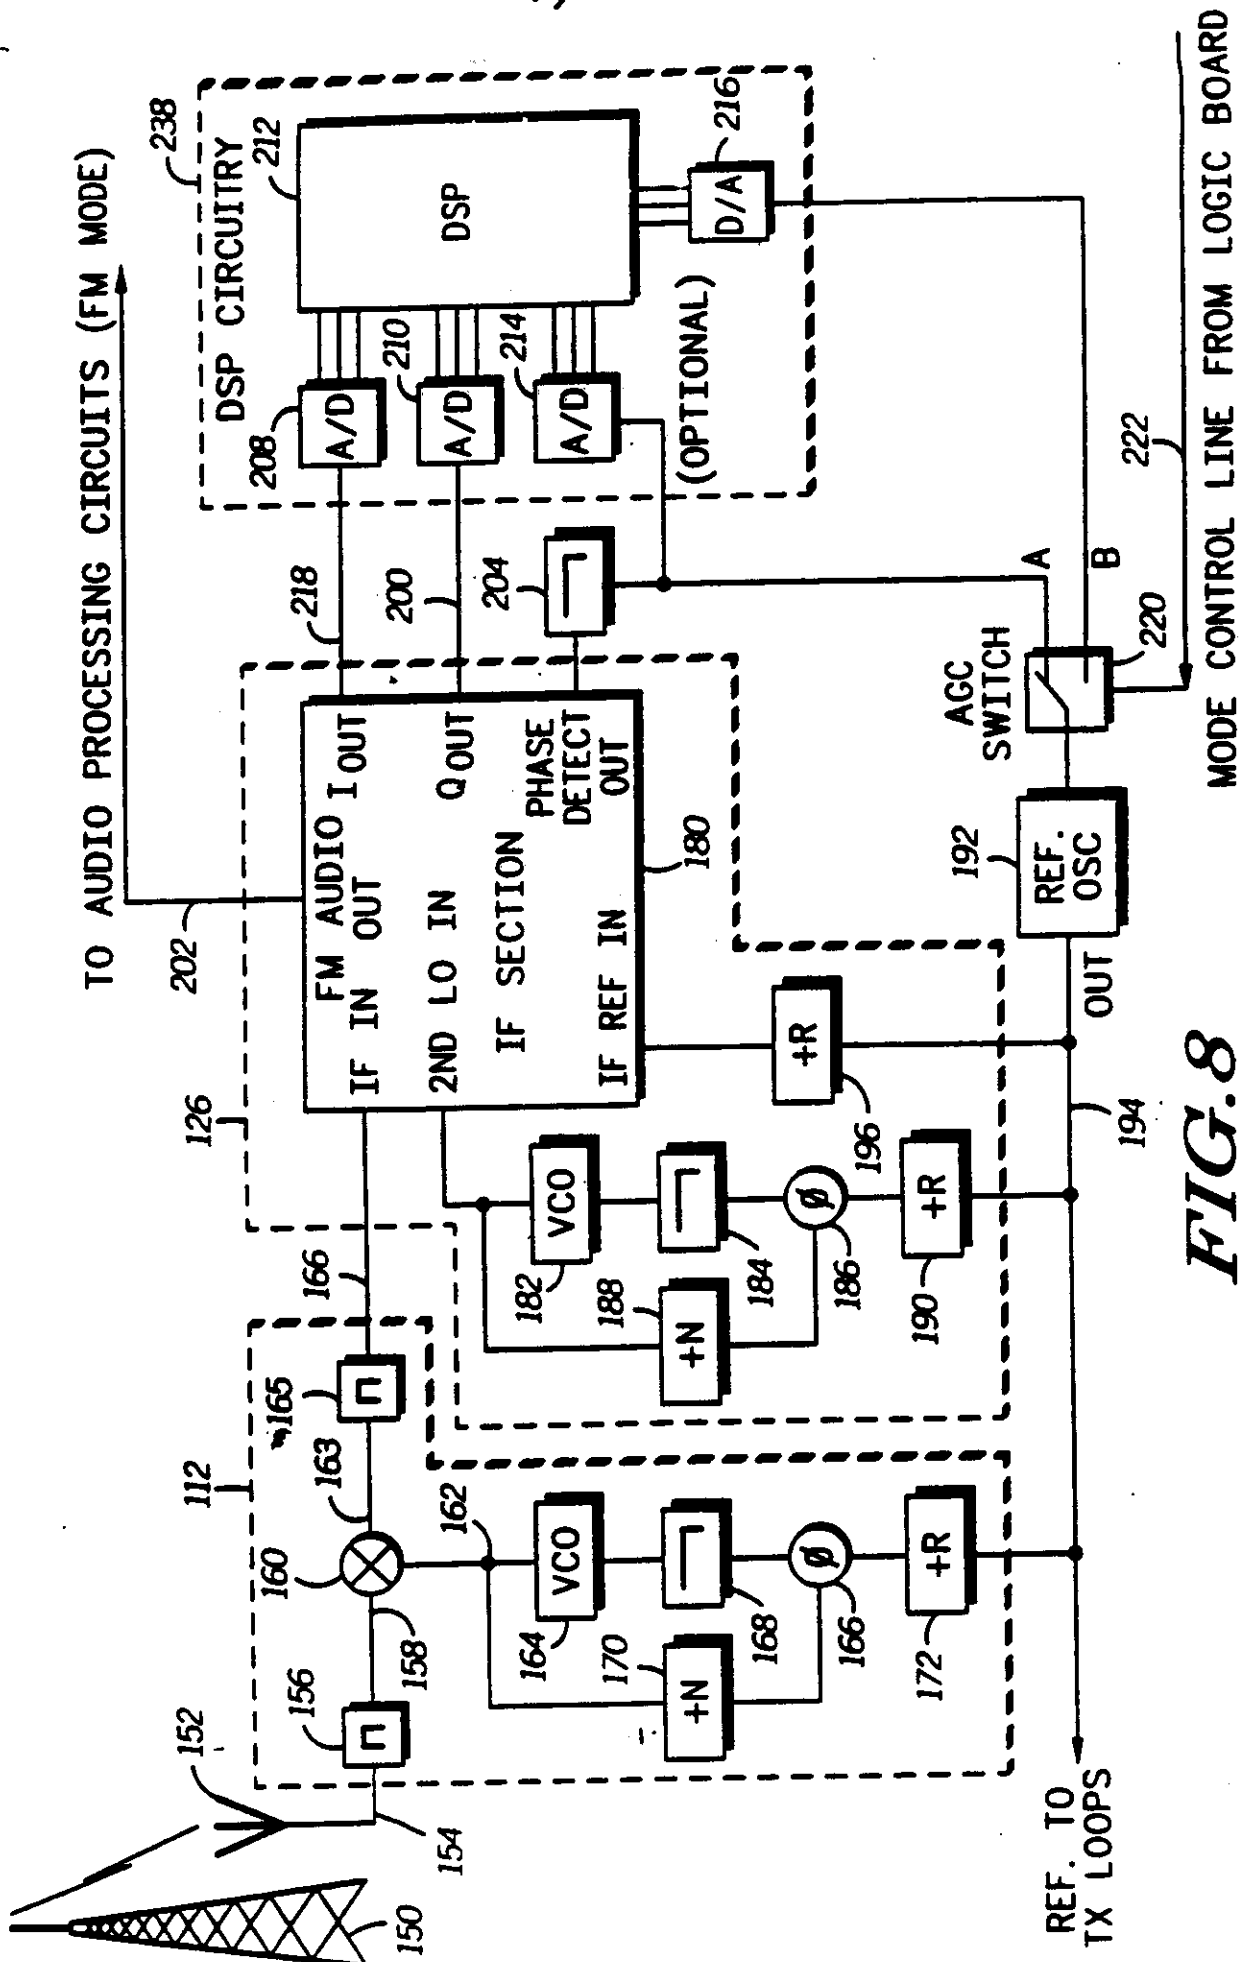 TO AUDIO PROCESSING CIRCUITS (FM MODE)
202
238
DSP CIRCUITRY
212
DSP
208
A/D
210
A/D
214
A/D
(OPTIONAL)
D/A
216
218
200
204
126
FM AUDIO
OUT
IF IN
I OUT
2ND LO IN
Q OUT
IF SECTION
PHASE
DETECT
OUT
IF REF IN
180
166
112
165
163
160
162
158
156
152
154
150
VCO
164
168
170
+N
Ø
166
+R
172
VCO
182
184
188
+N
Ø
186
+R
190
+R
196
194
OUT
REF.
OSC
192
AGC
SWITCH
A
B
220
222
MODE CONTROL LINE FROM LOGIC BOARD
REF. TO
TX LOOPS
FIG.8